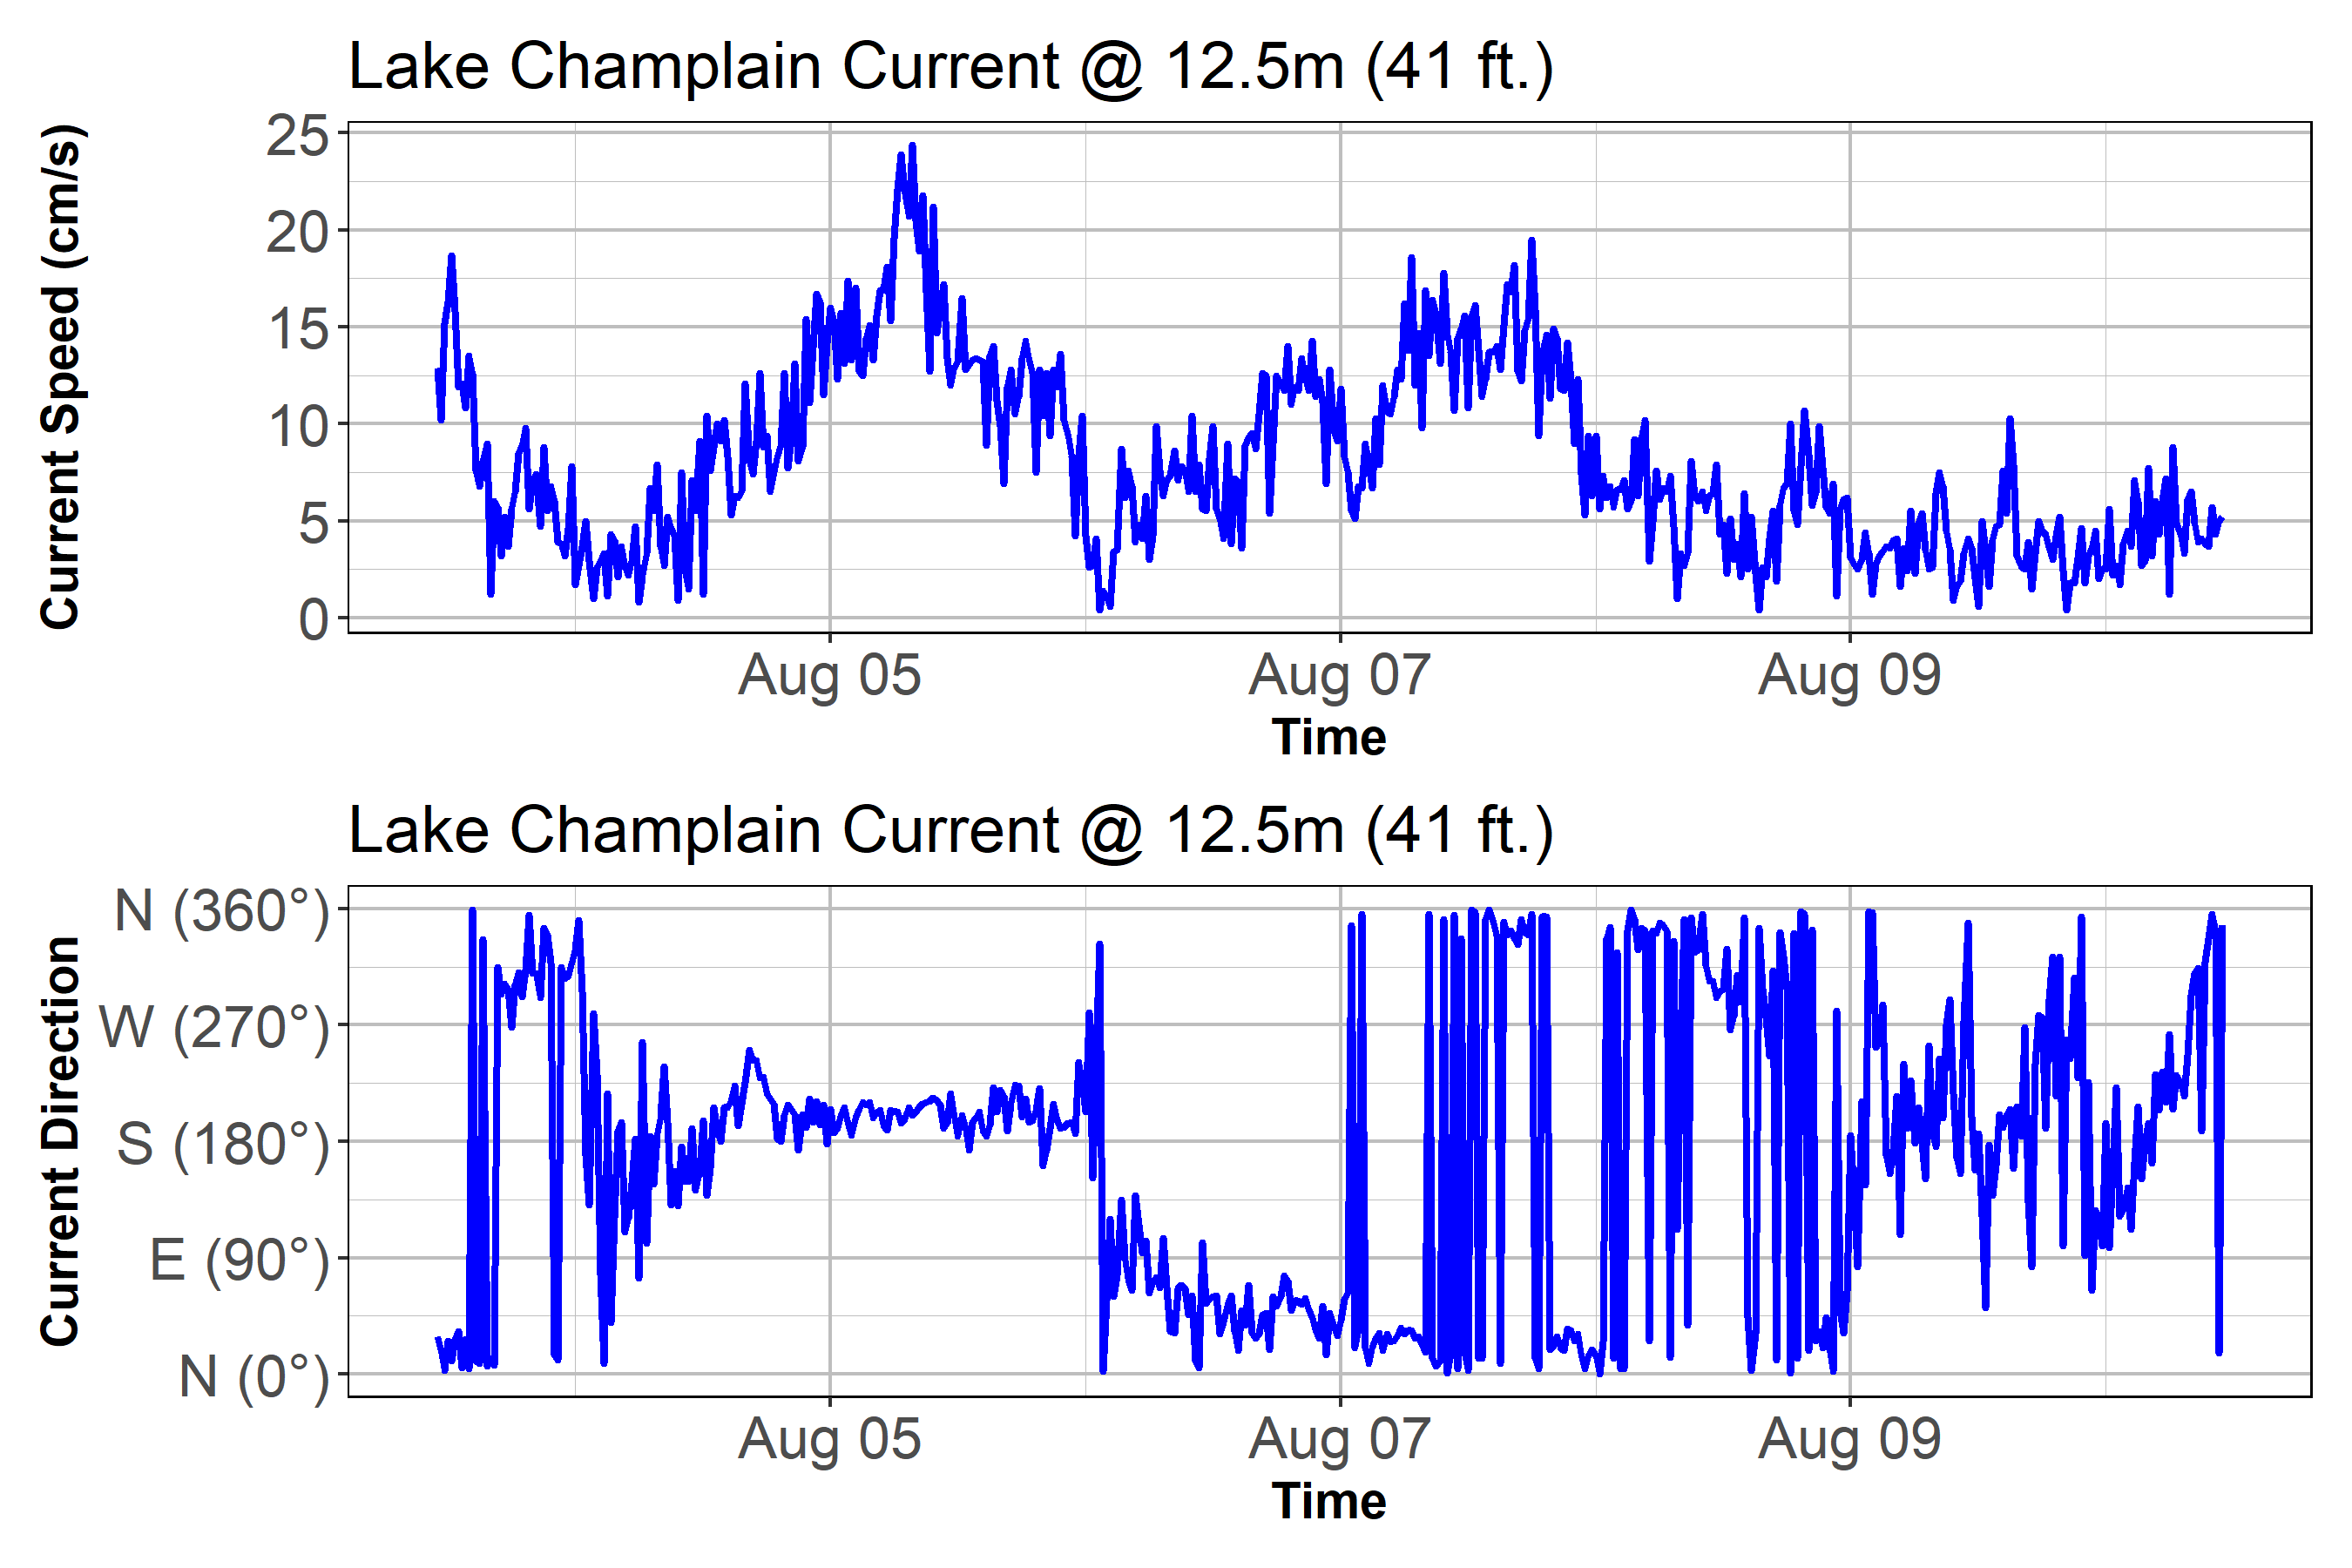 Lake Champlain Current @ 12.5m (41 ft.)
Current Speed (cm/s)
25
20
15
10
5
0
Aug 05 Aug 07 Aug 09
Time
Lake Champlain Current @ 12.5m (41 ft.)
Current Direction
N (360°)
W (270°)
S (180°)
E (90°)
N (0°)
Aug 05 Aug 07 Aug 09
Time